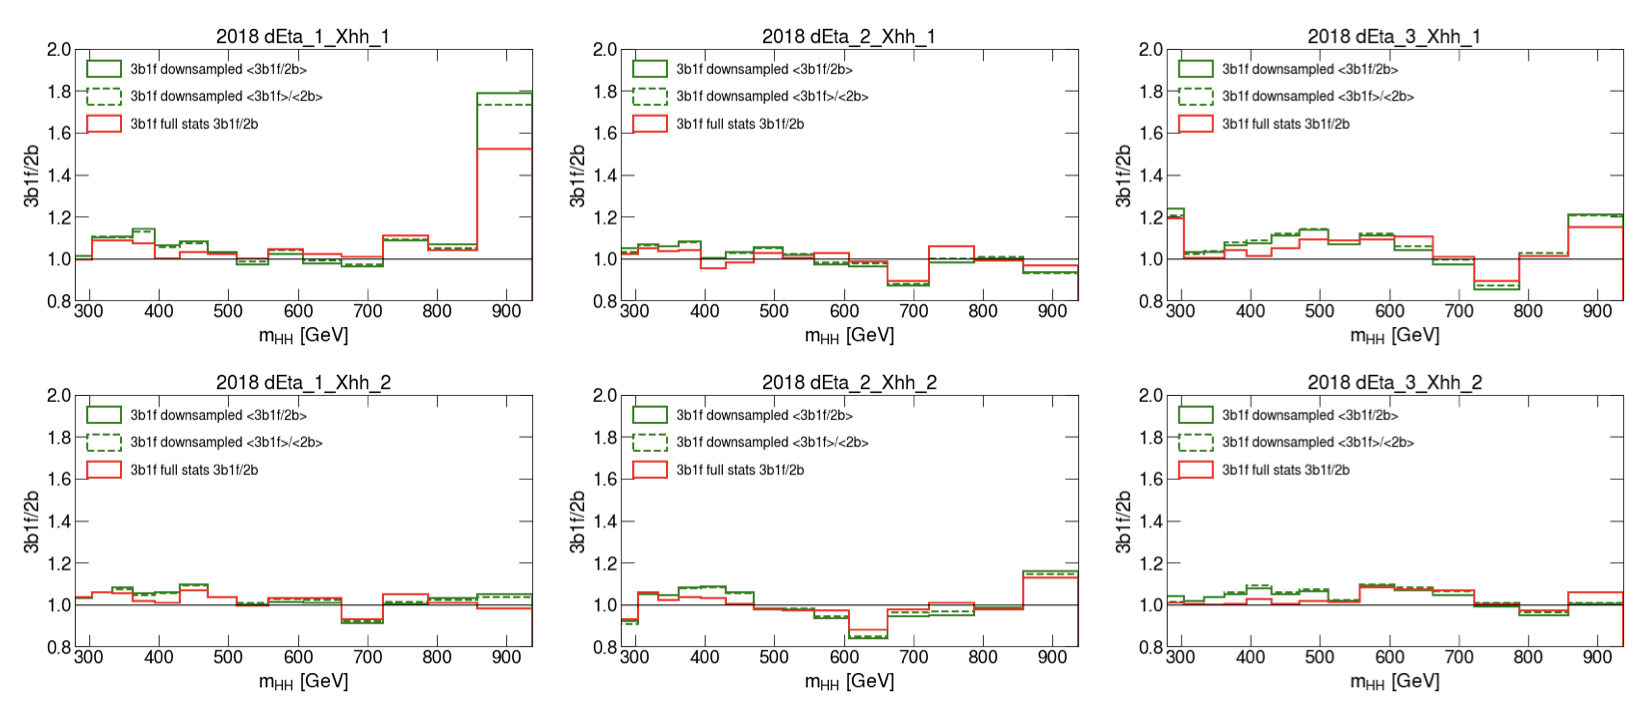 2018 dEta_1_Xhh_1
3b1f downsampled <3b1f/2b>
3b1f downsampled <3b1f>/<2b>
3b1f full stats 3b1f/2b
3b1f/2b
2.0
1.8
1.6
1.4
1.2
1.0
0.8
300 400 500 600 700 800 900
mHH [GeV]
2018 dEta_2_Xhh_1
3b1f downsampled <3b1f/2b>
3b1f downsampled <3b1f>/<2b>
3b1f full stats 3b1f/2b
3b1f/2b
2.0
1.8
1.6
1.4
1.2
1.0
0.8
300 400 500 600 700 800 900
mHH [GeV]
2018 dEta_3_Xhh_1
3b1f downsampled <3b1f/2b>
3b1f downsampled <3b1f>/<2b>
3b1f full stats 3b1f/2b
3b1f/2b
2.0
1.8
1.6
1.4
1.2
1.0
0.8
300 400 500 600 700 800 900
mHH [GeV]
2018 dEta_1_Xhh_2
3b1f downsampled <3b1f/2b>
3b1f downsampled <3b1f>/<2b>
3b1f full stats 3b1f/2b
3b1f/2b
2.0
1.8
1.6
1.4
1.2
1.0
0.8
300 400 500 600 700 800 900
mHH [GeV]
2018 dEta_2_Xhh_2
3b1f downsampled <3b1f/2b>
3b1f downsampled <3b1f>/<2b>
3b1f full stats 3b1f/2b
3b1f/2b
2.0
1.8
1.6
1.4
1.2
1.0
0.8
300 400 500 600 700 800 900
mHH [GeV]
2018 dEta_3_Xhh_2
3b1f downsampled <3b1f/2b>
3b1f downsampled <3b1f>/<2b>
3b1f full stats 3b1f/2b
3b1f/2b
2.0
1.8
1.6
1.4
1.2
1.0
0.8
300 400 500 600 700 800 900
mHH [GeV]